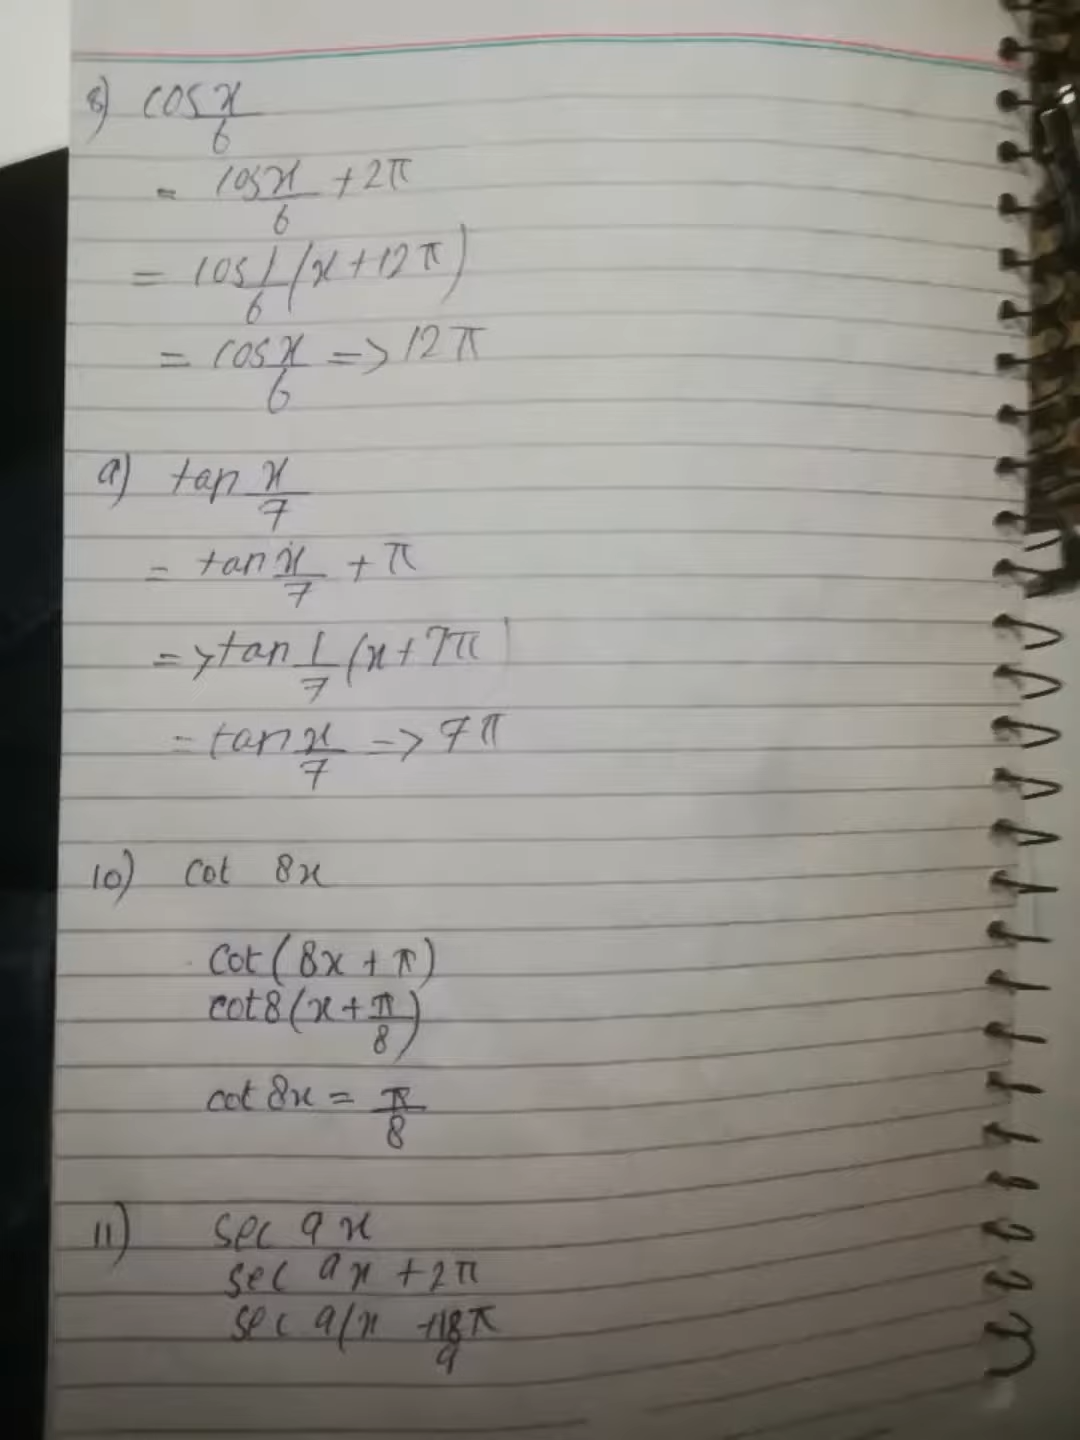 8) cos x/6
= cos x/6 + 2π
= cos 1/6 (x + 12π)
= cos x/6 => 12π
9) tan x/7
= tan x/7 + π
=> tan 1/7 (x + 7π)
= tan x/7 => 7π
10) cot 8x
cot (8x + π)
cot 8 (x + π/8)
cot 8x = π/8
11) sec 9x
sec 9x + 2π
sec 9(x + 18π/9